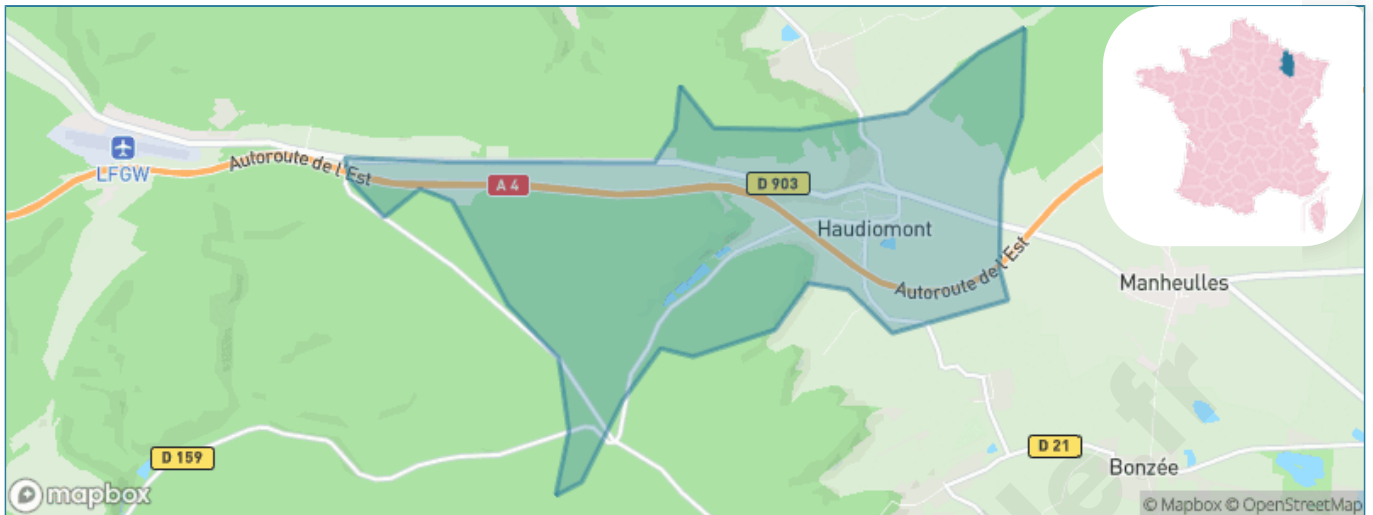 Autoroute de l'Est
LFGW
A 4
D 903
Haudiomont
Autoroute de l'Est
Manheulles
D 159
D 21
Bonzée
mapbox
© Mapbox © OpenStreetMap